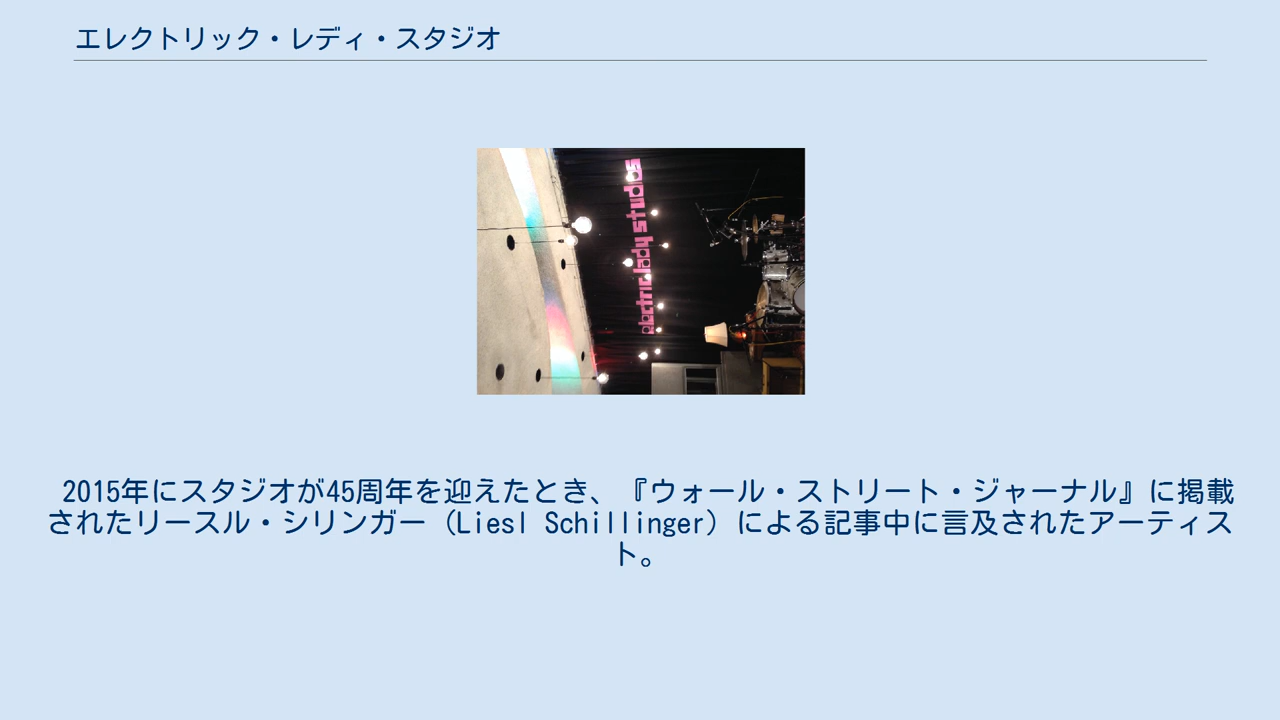 エレクトリック・レディ・スタジオ
electric lady studios
2015年にスタジオが45周年を迎えたとき、『ウォール・ストリート・ジャーナル』に掲載
されたリースル・シリンガー（Liesl Schillinger）による記事中に言及されたアーティス
ト。